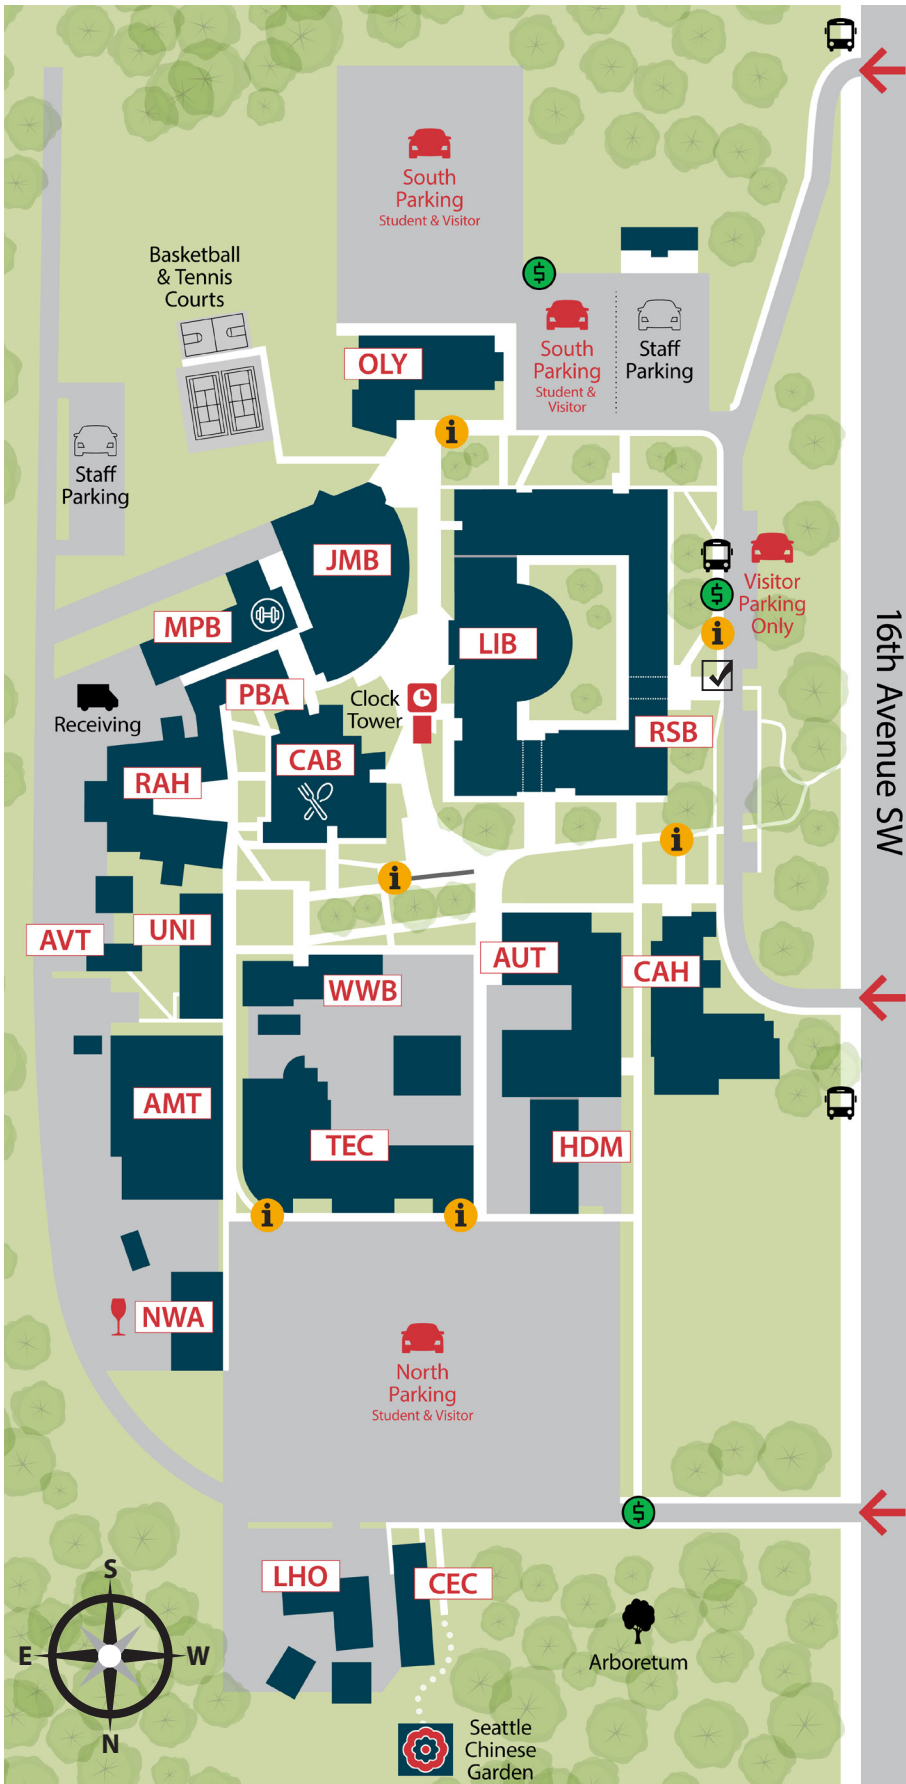 South
Parking
Student & Visitor
Basketball
& Tennis
Courts
$
South
Parking
Student &
Visitor
Staff
Parking
OLY
i
Staff
Parking
JMB
MPB
LIB
$
Visitor
Parking
Only
i
16th Avenue SW
PBA
Receiving
Clock
Tower
RSB
CAB
RAH
i
i
UNI
AVT
AUT
CAH
WWB
AMT
TEC
HDM
i
i
NWA
North
Parking
Student & Visitor
$
LHO
CEC
S
E
W
N
Arboretum
Seattle
Chinese
Garden